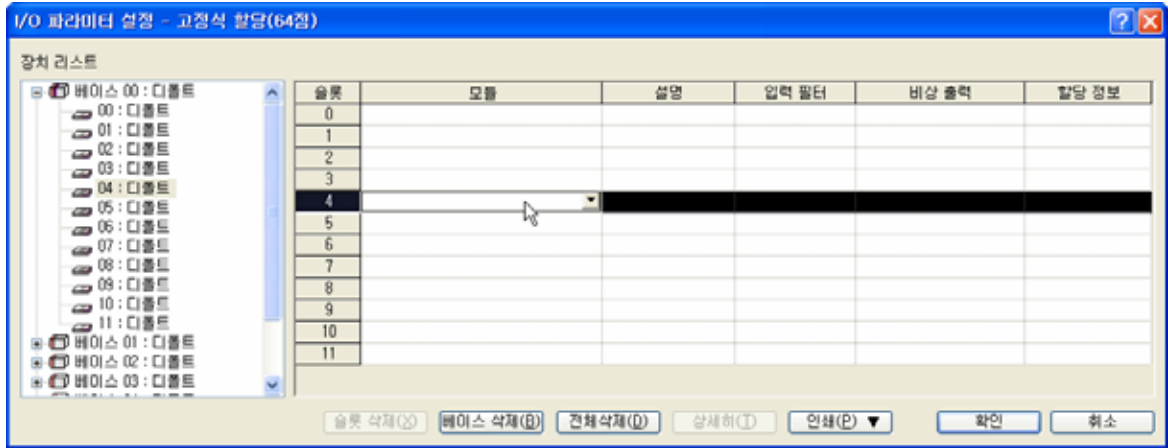 I/O 파라미터 설정 - 고정식 할당(64점)
장치 리스트
베이스 00 : 디폴트
00 : 디폴트
01 : 디폴트
02 : 디폴트
03 : 디폴트
04 : 디폴트
05 : 디폴트
06 : 디폴트
07 : 디폴트
08 : 디폴트
09 : 디폴트
10 : 디폴트
11 : 디폴트
베이스 01 : 디폴트
베이스 02 : 디폴트
베이스 03 : 디폴트
슬롯 모듈 설명 입력 필터 비상 출력 할당 정보
0
1
2
3
4
5
6
7
8
9
10
11
슬롯 삭제(X) 베이스 삭제(B) 전체삭제(D) 상세히(T) 인쇄(P) ▼ 확인 취소